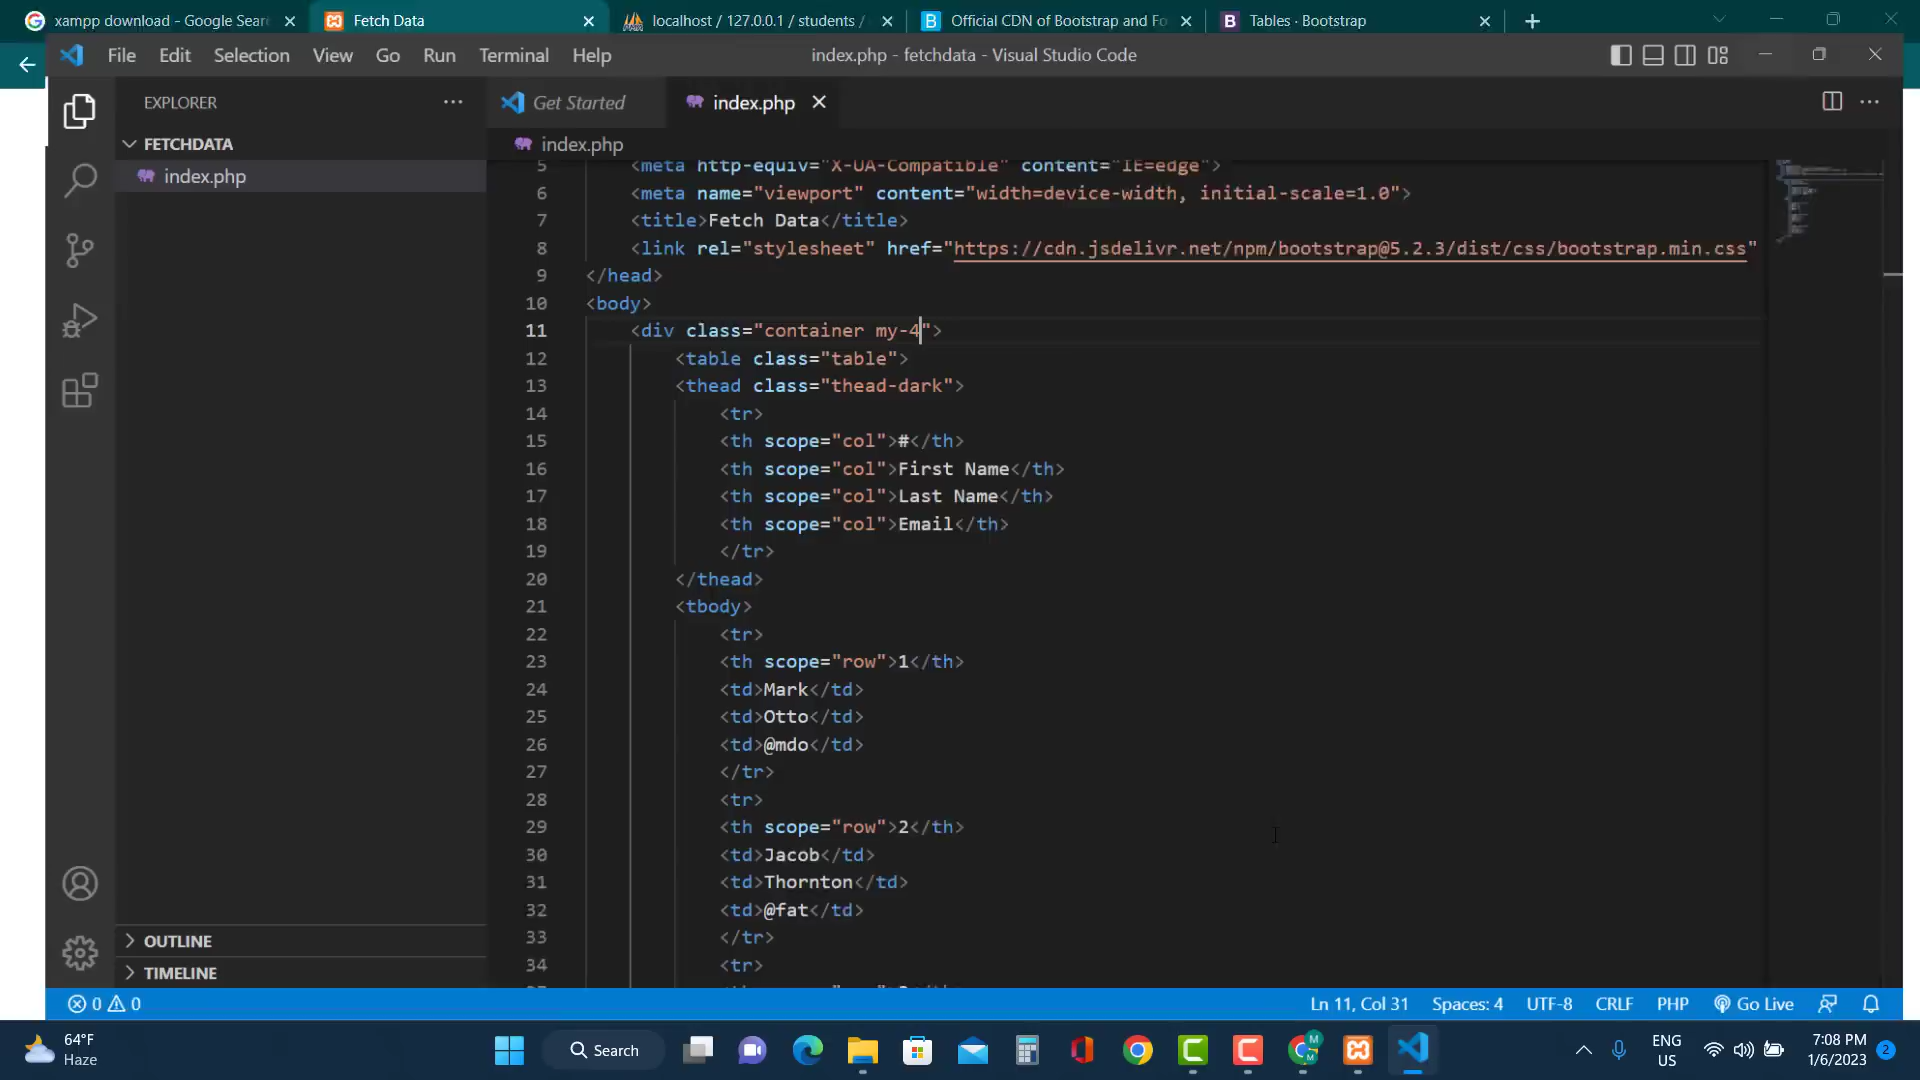 xampp download - Google Sear
Fetch Data
localhost / 127.0.0.1 / students /
Official CDN of Bootstrap and Fo
Tables · Bootstrap
File Edit Selection View Go Run Terminal Help
index.php - fetchdata - Visual Studio Code
EXPLORER
Get Started
index.php
FETCHDATA
index.php
index.php
5 <meta http-equiv="X-UA-Compatible" content="IE=edge">
6 <meta name="viewport" content="width=device-width, initial-scale=1.0">
7 <title>Fetch Data</title>
8 <link rel="stylesheet" href="https://cdn.jsdelivr.net/npm/bootstrap@5.2.3/dist/css/bootstrap.min.css"
9 </head>
10 <body>
11 <div class="container my-4">
12 <table class="table">
13 <thead class="thead-dark">
14 <tr>
15 <th scope="col">#</th>
16 <th scope="col">First Name</th>
17 <th scope="col">Last Name</th>
18 <th scope="col">Email</th>
19 </tr>
20 </thead>
21 <tbody>
22 <tr>
23 <th scope="row">1</th>
24 <td>Mark</td>
25 <td>Otto</td>
26 <td>@mdo</td>
27 </tr>
28 <tr>
29 <th scope="row">2</th>
30 <td>Jacob</td>
31 <td>Thornton</td>
32 <td>@fat</td>
33 </tr>
34 <tr>
OUTLINE
TIMELINE
0 0
Ln 11, Col 31 Spaces: 4 UTF-8 CRLF PHP Go Live
64°F
Haze
Search
ENG
US
7:08 PM
1/6/2023
2